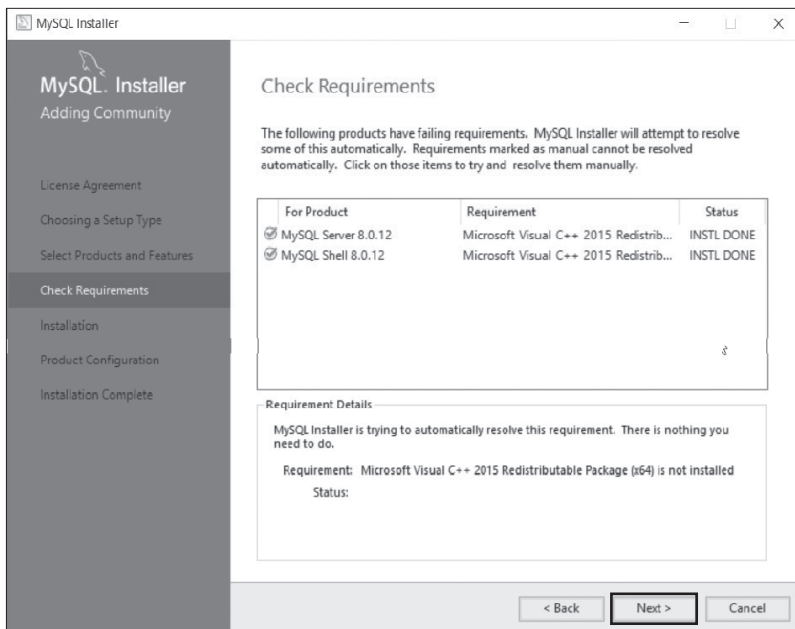 MySQL Installer
MySQL. Installer
Adding Community
License Agreement
Choosing a Setup Type
Select Products and Features
Check Requirements
Installation
Product Configuration
Installation Complete
Check Requirements
The following products have failing requirements. MySQL Installer will attempt to resolve
some of this automatically. Requirements marked as manual cannot be resolved
automatically. Click on those items to try and resolve them manually.
For Product Requirement Status
MySQL Server 8.0.12 Microsoft Visual C++ 2015 Redistrib... INSTL DONE
MySQL Shell 8.0.12 Microsoft Visual C++ 2015 Redistrib... INSTL DONE
Requirement Details
MySQL Installer is trying to automatically resolve this requirement. There is nothing you
need to do.
Requirement: Microsoft Visual C++ 2015 Redistributable Package (x64) is not installed
Status:
< Back Next > Cancel